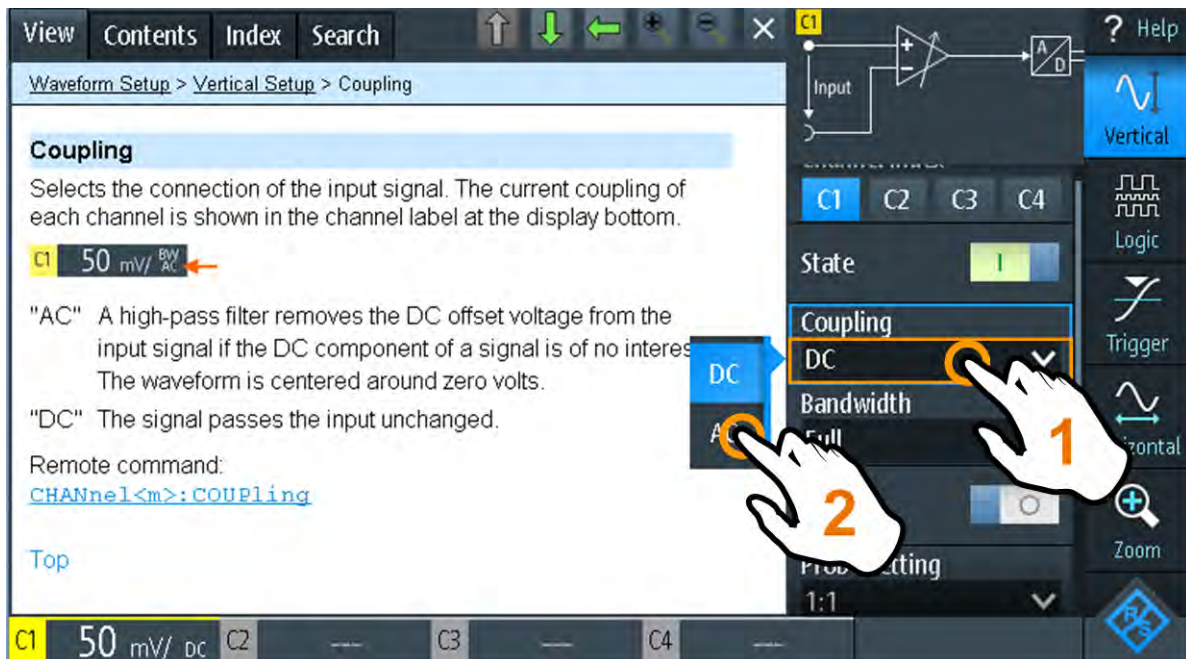 View Contents Index Search
Waveform Setup > Vertical Setup > Coupling
Coupling
Selects the connection of the input signal. The current coupling of
each channel is shown in the channel label at the display bottom.
C1 50 mV/ BW AC
"AC" A high-pass filter removes the DC offset voltage from the
input signal if the DC component of a signal is of no
The waveform is centered around zero volts.
"DC" The signal passes the input unchanged.
Remote command:
CHANnel<m>:COUPling
Top
DC
AC
2
C1
Input
A/D
C1 C2 C3 C4
State
I
Coupling
DC
Bandwidth
Full
1
1:1
? Help
Vertical
Logic
Trigger
Zoom
R&S
C1 50 mV/ DC C2 --- C3 --- C4 ---